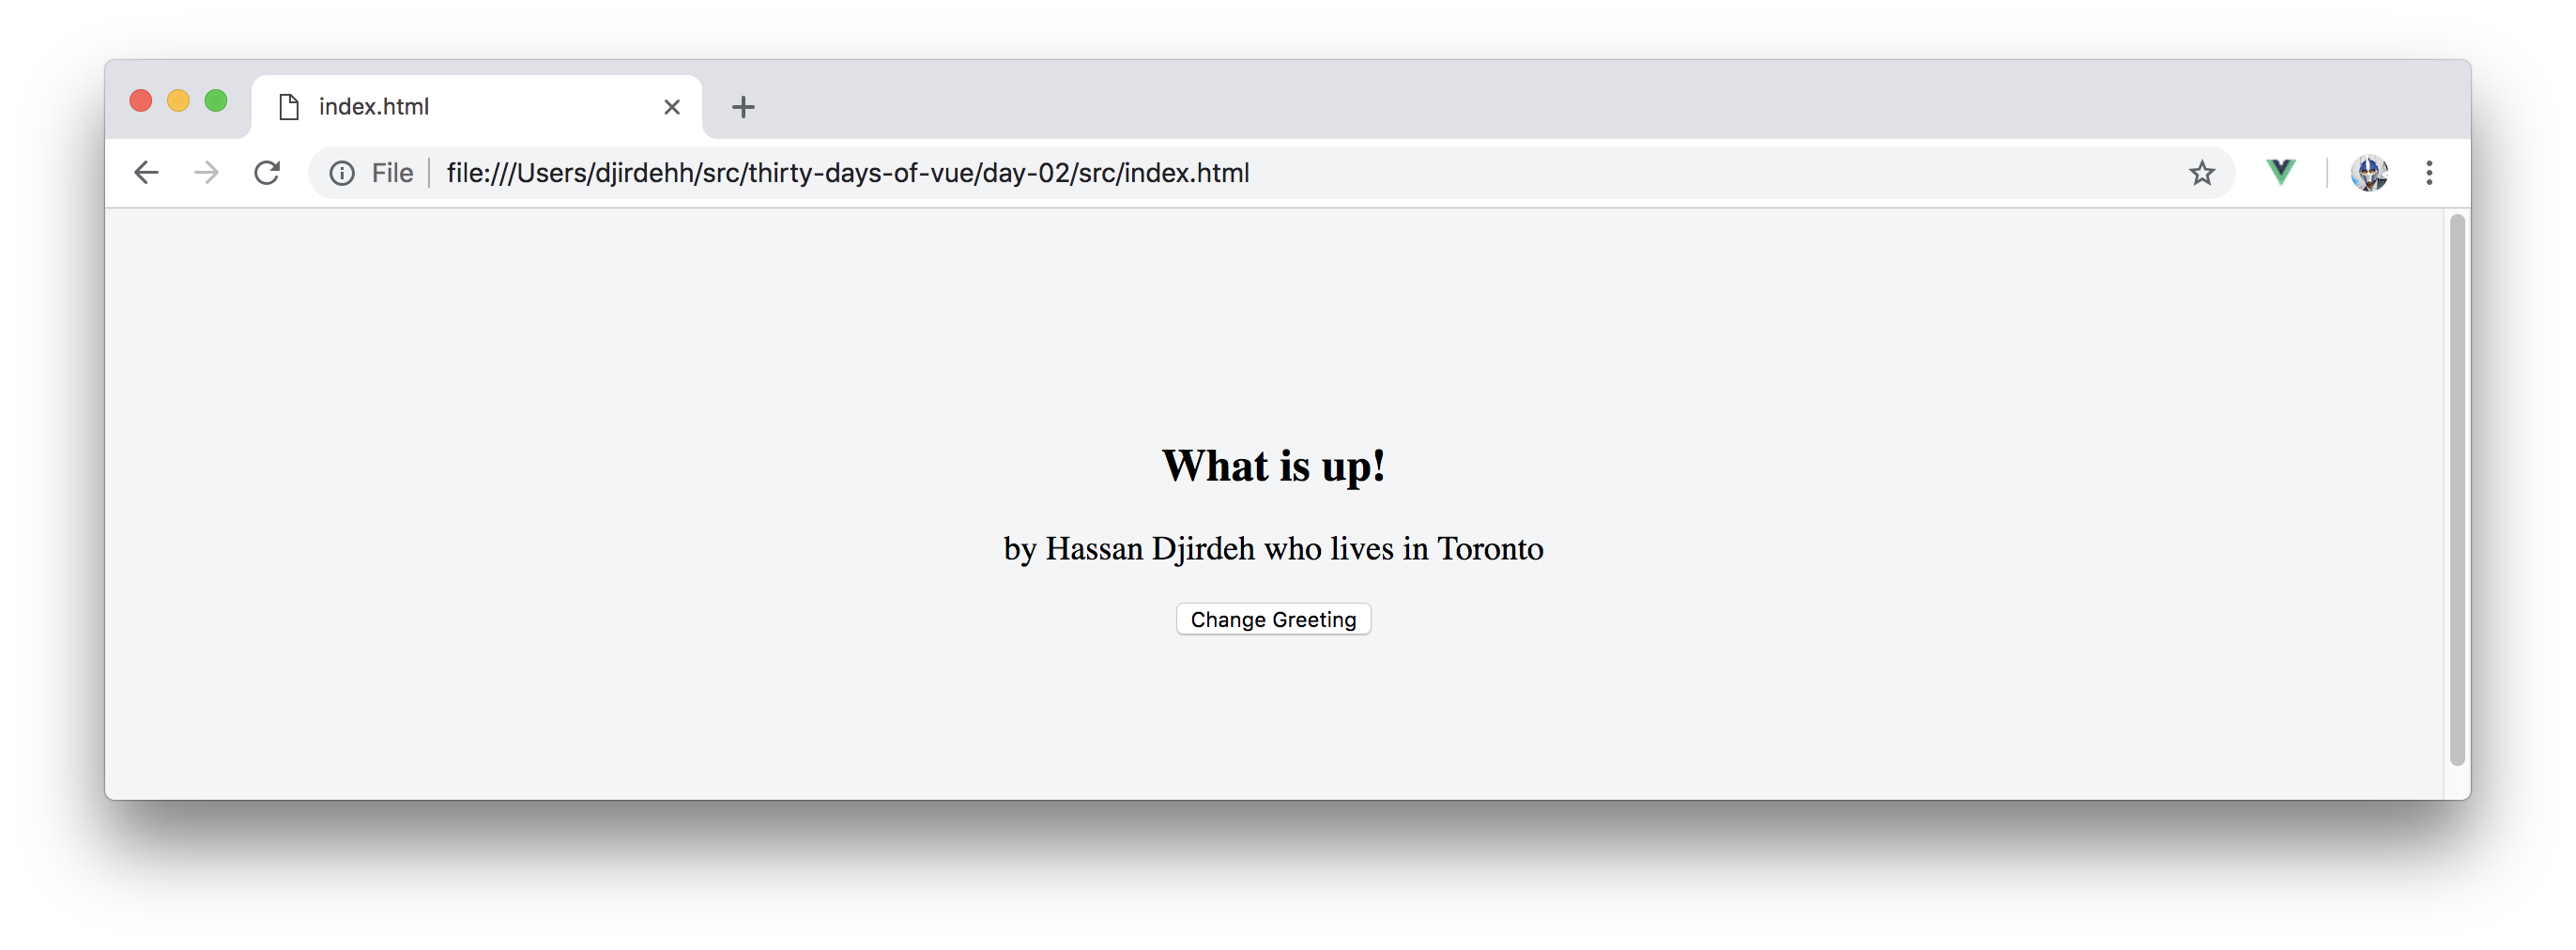 index.html
File file:///Users/djirdehh/src/thirty-days-of-vue/day-02/src/index.html
What is up!
by Hassan Djirdeh who lives in Toronto
Change Greeting